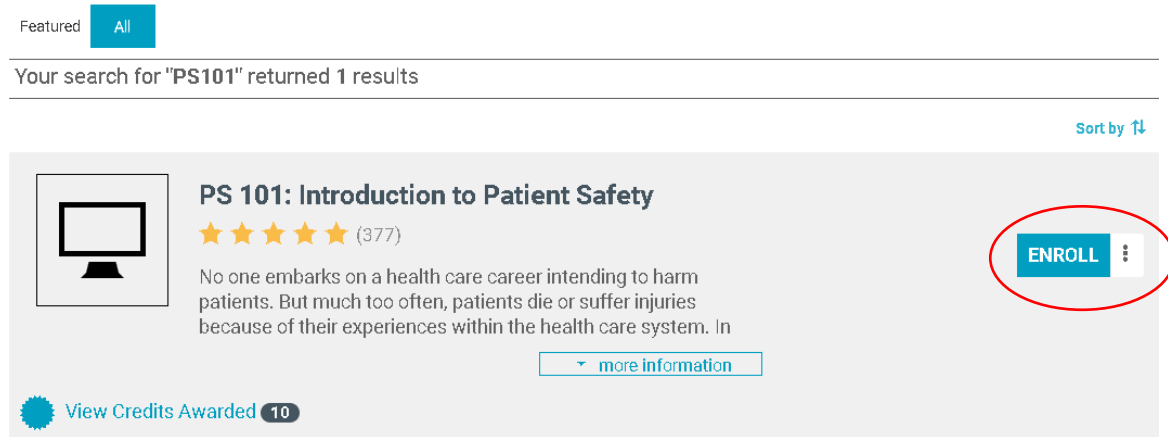 Featured All
Your search for "PS101" returned 1 results
Sort by
PS 101: Introduction to Patient Safety
(377)
ENROLL
No one embarks on a health care career intending to harm
patients. But much too often, patients die or suffer injuries
because of their experiences within the health care system. In
more information
View Credits Awarded 10